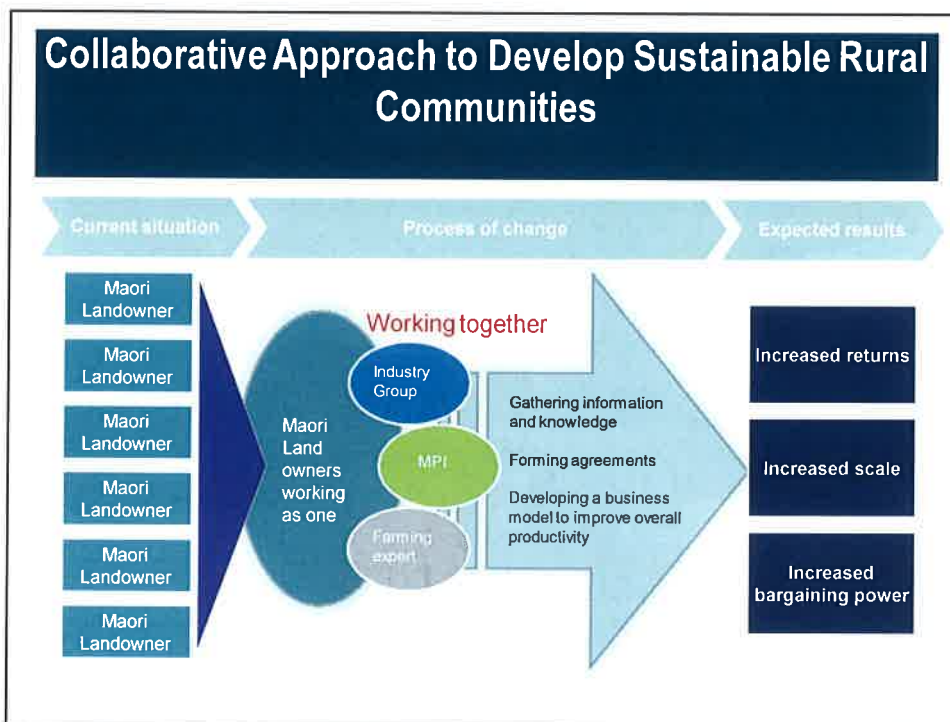 Collaborative Approach to Develop Sustainable Rural
Communities
Current situation
Process of change
Expected results
Maori
Landowner
Maori
Landowner
Maori
Landowner
Maori
Landowner
Maori
Landowner
Maori
Landowner
Maori
Land
owners
working
as one
Working together
Industry
Group
MPI
Farming
expert
Gathering information
and knowledge
Forming agreements
Developing a business
model to improve overall
productivity
Increased returns
Increased scale
Increased
bargaining power